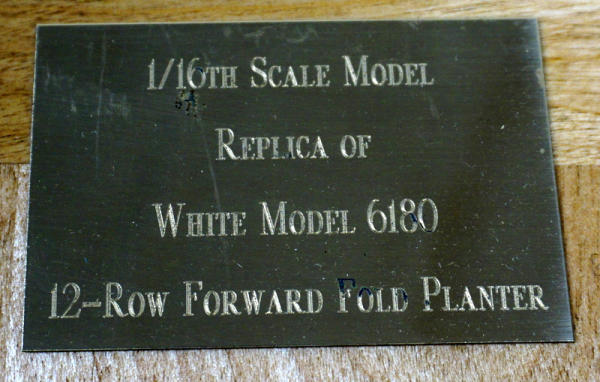 1/16th Scale Model
Replica of
White Model 6180
12-Row Forward Fold Planter